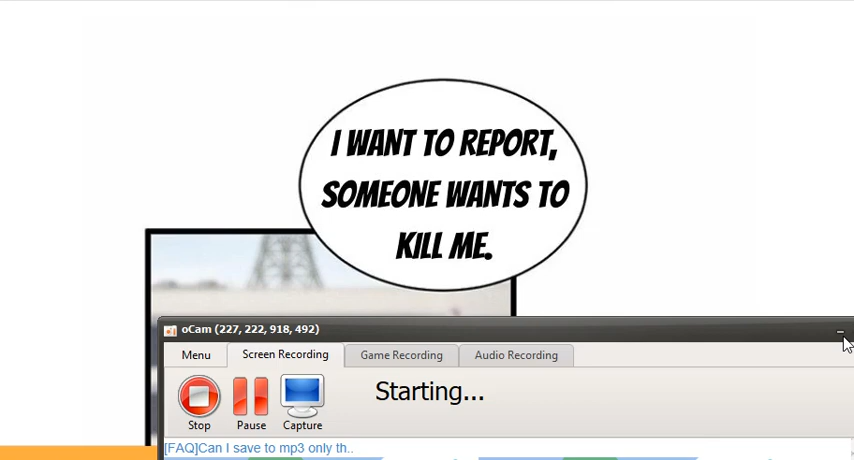 I WANT TO REPORT,
SOMEONE WANTS TO
KILL ME.
oCam (227, 222, 918, 492)
Menu Screen Recording Game Recording Audio Recording
Starting...
Stop Pause Capture
[FAQ]Can I save to mp3 only th..